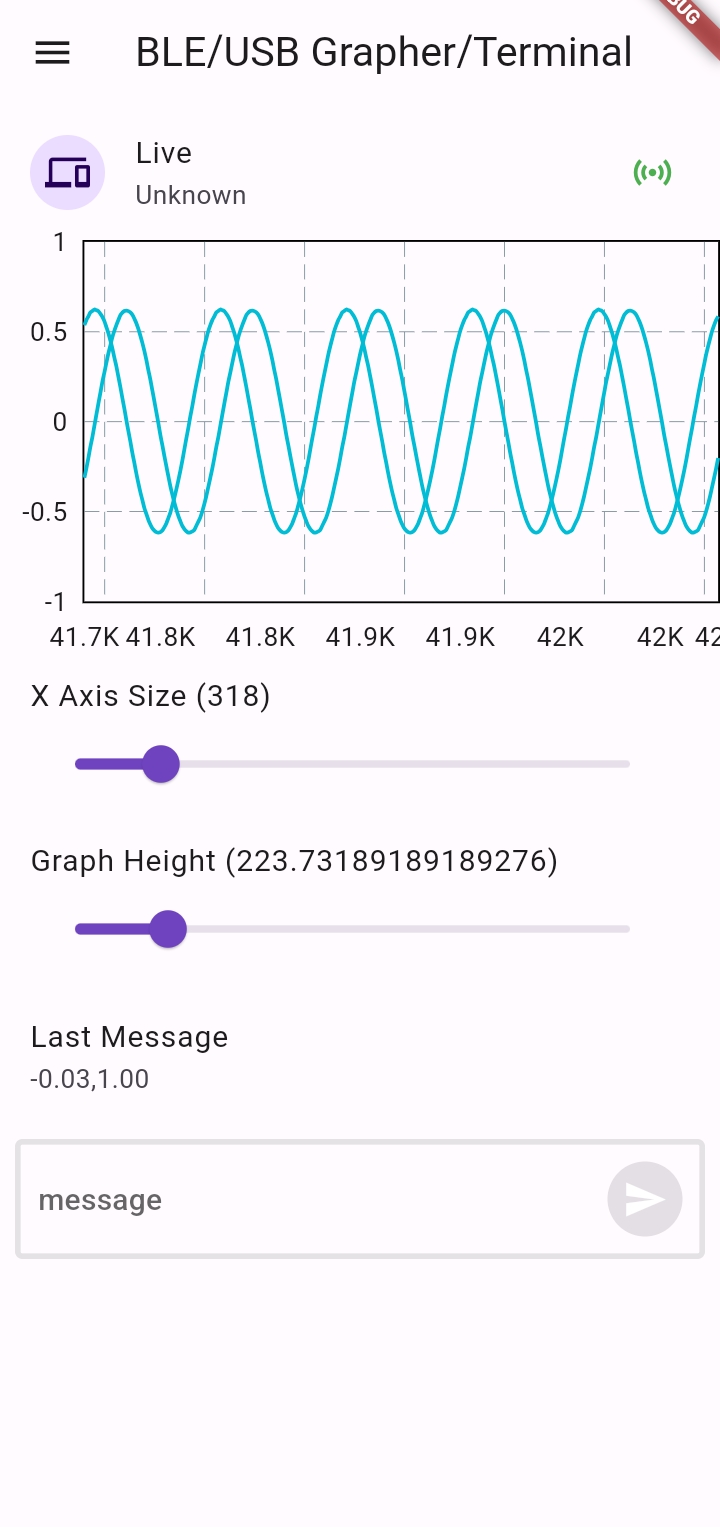 BLE/USB Grapher/Terminal
Live
Unknown
1
0.5
0
-0.5
-1
41.7K 41.8K 41.8K 41.9K 41.9K 42K 42K
X Axis Size (318)
Graph Height (223.73189189189276)
Last Message
-0.03,1.00
message